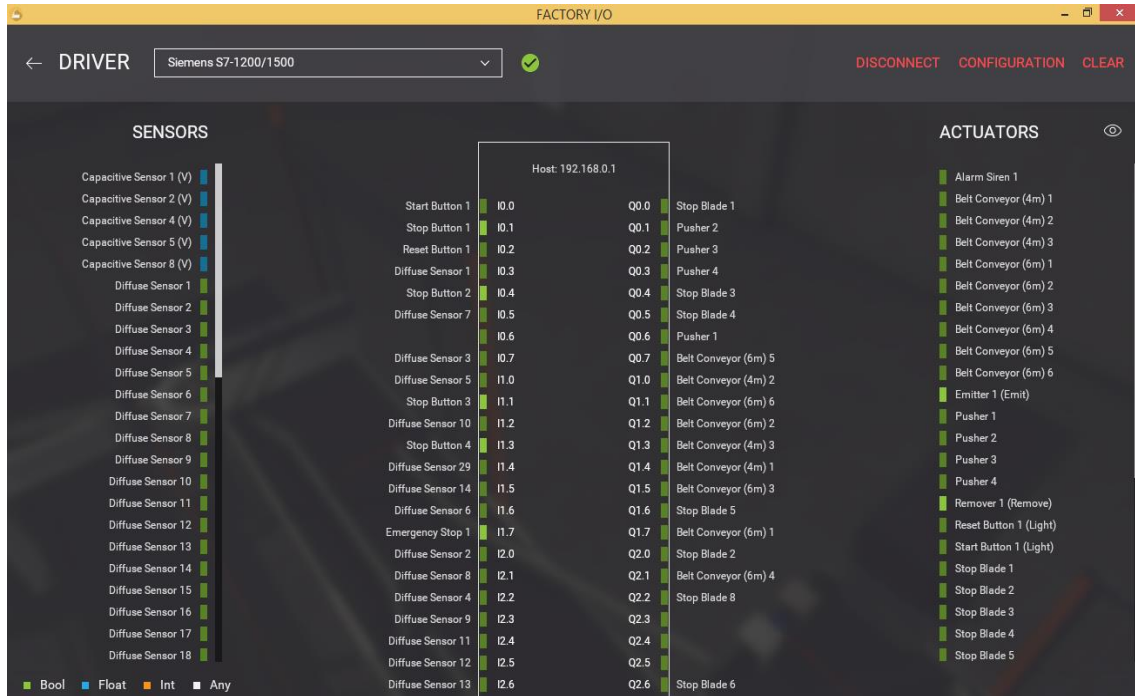 FACTORY I/O
← DRIVER Siemens S7-1200/1500 DISCONNECT CONFIGURATION CLEAR
SENSORS
Capacitive Sensor 1 (V)
Capacitive Sensor 2 (V)
Capacitive Sensor 4 (V)
Capacitive Sensor 5 (V)
Capacitive Sensor 8 (V)
Diffuse Sensor 1
Diffuse Sensor 2
Diffuse Sensor 3
Diffuse Sensor 4
Diffuse Sensor 5
Diffuse Sensor 6
Diffuse Sensor 7
Diffuse Sensor 8
Diffuse Sensor 9
Diffuse Sensor 10
Diffuse Sensor 11
Diffuse Sensor 12
Diffuse Sensor 13
Diffuse Sensor 14
Diffuse Sensor 15
Diffuse Sensor 16
Diffuse Sensor 17
Diffuse Sensor 18
Bool Float Int Any
Host: 192.168.0.1
Start Button 1 I0.0 Q0.0 Stop Blade 1
Stop Button 1 I0.1 Q0.1 Pusher 2
Reset Button 1 I0.2 Q0.2 Pusher 3
Diffuse Sensor 1 I0.3 Q0.3 Pusher 4
Stop Button 2 I0.4 Q0.4 Stop Blade 3
Diffuse Sensor 7 I0.5 Q0.5 Stop Blade 4
I0.6 Q0.6 Pusher 1
Diffuse Sensor 3 I0.7 Q0.7 Belt Conveyor (6m) 5
Diffuse Sensor 5 I1.0 Q1.0 Belt Conveyor (4m) 2
Stop Button 3 I1.1 Q1.1 Belt Conveyor (6m) 6
Diffuse Sensor 10 I1.2 Q1.2 Belt Conveyor (6m) 2
Stop Button 4 I1.3 Q1.3 Belt Conveyor (4m) 3
Diffuse Sensor 29 I1.4 Q1.4 Belt Conveyor (4m) 1
Diffuse Sensor 14 I1.5 Q1.5 Belt Conveyor (6m) 3
Diffuse Sensor 6 I1.6 Q1.6 Stop Blade 5
Emergency Stop 1 I1.7 Q1.7 Belt Conveyor (6m) 1
Diffuse Sensor 2 I2.0 Q2.0 Stop Blade 2
Diffuse Sensor 8 I2.1 Q2.1 Belt Conveyor (6m) 4
Diffuse Sensor 4 I2.2 Q2.2 Stop Blade 8
Diffuse Sensor 9 I2.3 Q2.3
Diffuse Sensor 11 I2.4 Q2.4
Diffuse Sensor 12 I2.5 Q2.5
Diffuse Sensor 13 I2.6 Q2.6 Stop Blade 6
ACTUATORS
Alarm Siren 1
Belt Conveyor (4m) 1
Belt Conveyor (4m) 2
Belt Conveyor (4m) 3
Belt Conveyor (6m) 1
Belt Conveyor (6m) 2
Belt Conveyor (6m) 3
Belt Conveyor (6m) 4
Belt Conveyor (6m) 5
Belt Conveyor (6m) 6
Emitter 1 (Emit)
Pusher 1
Pusher 2
Pusher 3
Pusher 4
Remover 1 (Remove)
Reset Button 1 (Light)
Start Button 1 (Light)
Stop Blade 1
Stop Blade 2
Stop Blade 3
Stop Blade 4
Stop Blade 5